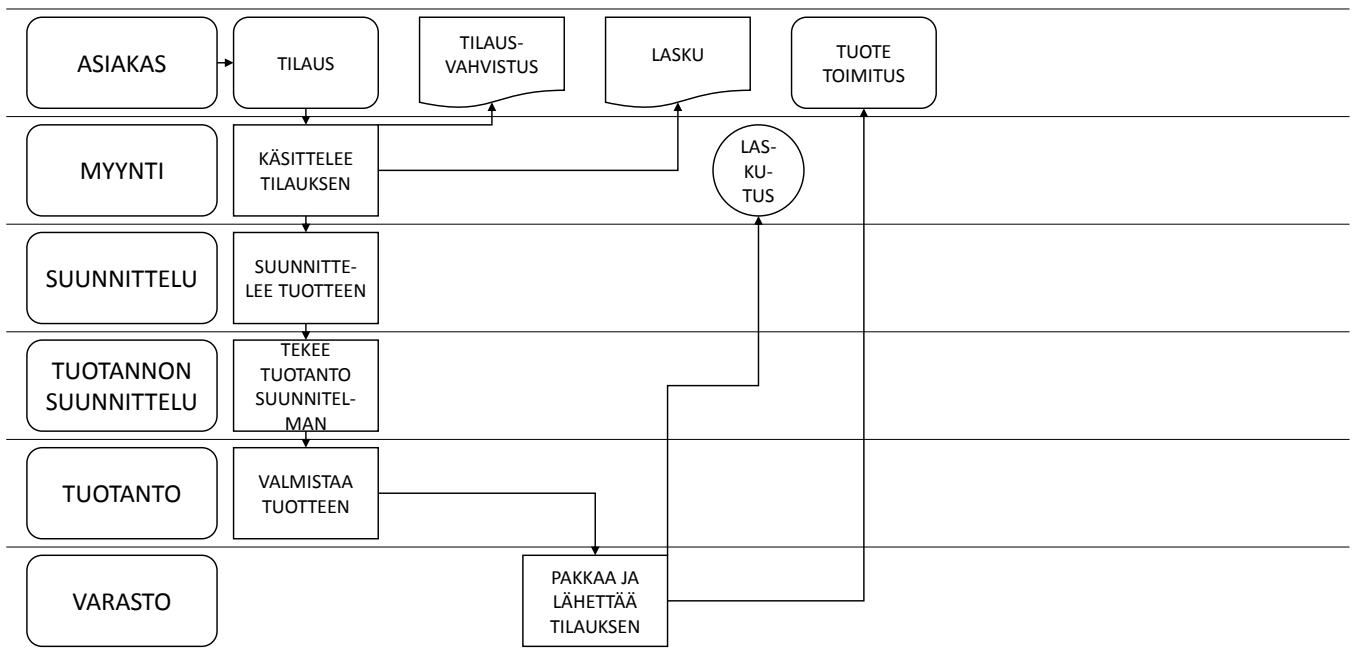 ASIAKAS
TILAUS
TILAUS-
VAHVISTUS
LASKU
TUOTE
TOIMITUS
MYYNTI
KÄSITTELEE
TILAUKSEN
LAS-
KU-
TUS
SUUNNITTELU
SUUNNITTE-
LEE TUOTTEEN
TUOTANNON
SUUNNITTELU
TEKEE
TUOTANTO
SUUNNITEL-
MAN
TUOTANTO
VALMISTAA
TUOTTEEN
VARASTO
PAKKAA JA
LÄHETTÄÄ
TILAUKSEN